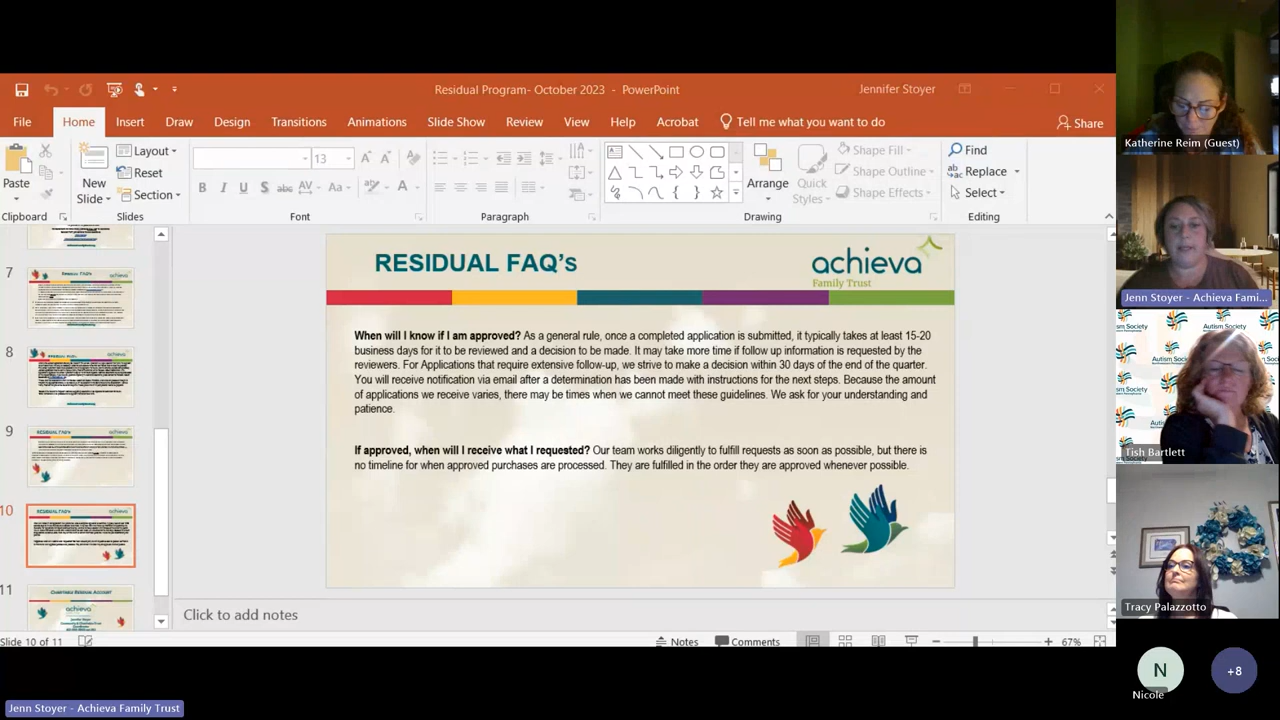 Residual Program- October 2023 - PowerPoint
Jennifer Stoyer
File Home Insert Draw Design Transitions Animations Slide Show Review View Help Acrobat Tell me what you want to do Share
Paste
New Slide
Layout
Reset
Section
13
Arrange
Quick Styles
Shape Fill
Shape Outline
Shape Effects
Find
Replace
Select
Clipboard Slides Font Paragraph Drawing Editing
7
8
9
10
11
RESIDUAL FAQ's
achieva
Family Trust
When will I know if I am approved? As a general rule, once a completed application is submitted, it typically takes at least 15-20
business days for it to be reviewed and a decision to be made. It may take more time if follow up information is requested by the
reviewers. For Applications that require extensive follow-up, we strive to make a decision within 30 days of the end of the quarter.
You will receive notification via email after a determination has been made with instructions for the next steps. Because the amount
of applications we receive varies, there may be times when we cannot meet these guidelines. We ask for your understanding and
patience.
If approved, when will I receive what I requested? Our team works diligently to fulfill requests as soon as possible, but there is
no timeline for when approved purchases are processed. They are fulfilled in the order they are approved whenever possible.
Click to add notes
Slide 10 of 11
Notes
Comments
67%
Jenn Stoyer - Achieva Family Trust
Katherine Reim (Guest)
Jenn Stoyer - Achieva Fami...
Autism Society
Tish Bartlett
Tracy Palazzotto
N
Nicole
+8